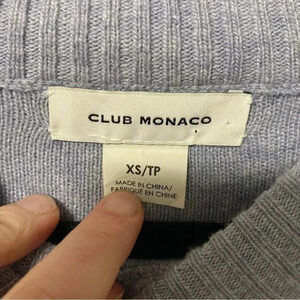 CLUB MONACO
XS/TP
MADE IN CHINA/
FABRIQUÉ EN CHINE